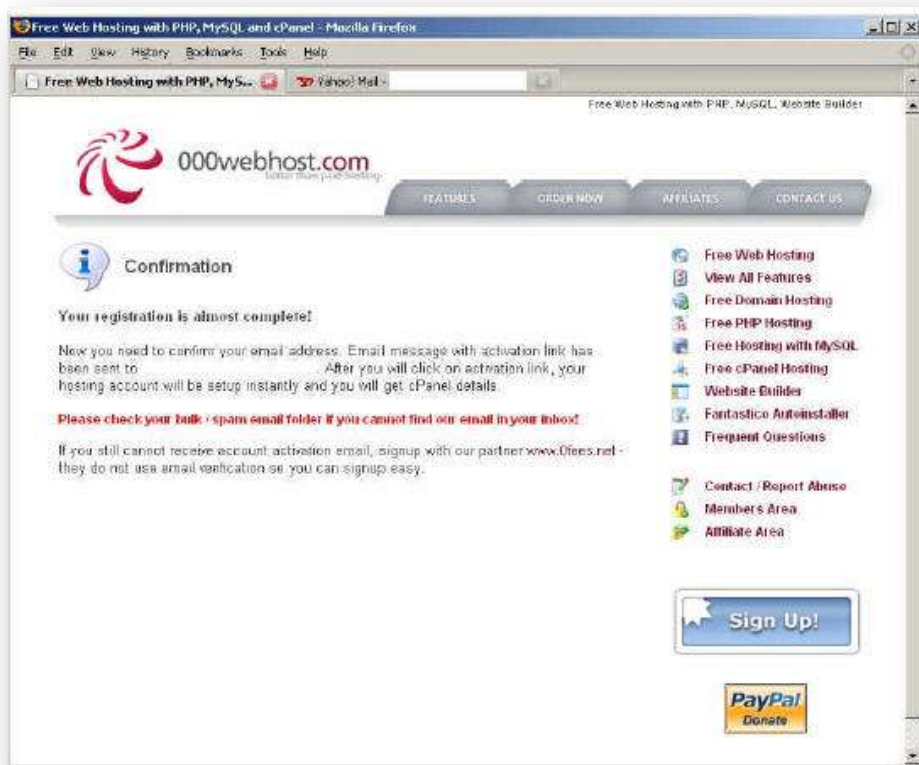 Free Web Hosting with PHP, MySQL and cPanel - Mozilla Firefox
File Edit View History Bookmarks Tools Help
Free Web Hosting with PHP, MyS... Yahoo! Mail -
Free Web Hosting with PHP, MySQL, Website Builder
000webhost.com
better than paid hosting
FEATURES ORDER NOW AFFILIATES CONTACT US
Confirmation
Your registration is almost complete!
Now you need to confirm your email address. Email message with activation link has
been sent to . After you will click on activation link, your
hosting account will be setup instantly and you will get cPanel details.
Please check your bulk / spam email folder if you cannot find our email in your inbox!
If you still cannot receive account activation email, signup with our partner www.0fees.net -
they do not use email verification so you can signup easy.
Free Web Hosting
View All Features
Free Domain Hosting
Free PHP Hosting
Free Hosting with MySQL
Free cPanel Hosting
Website Builder
Fantastico Autoinstaller
Frequent Questions
Contact / Report Abuse
Members Area
Affiliate Area
Sign Up!
PayPal
Donate